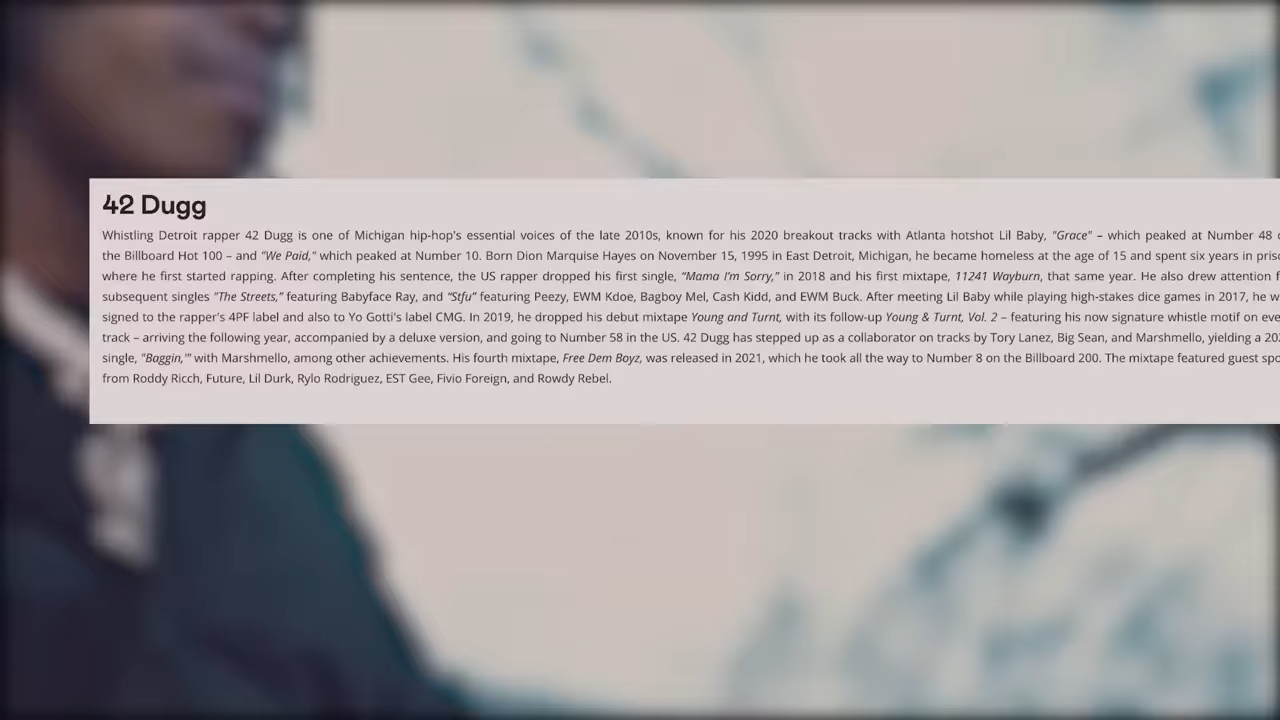 42 Dugg
Whistling Detroit rapper 42 Dugg is one of Michigan hip-hop's essential voices of the late 2010s, known for his 2020 breakout tracks with Atlanta hotshot Lil Baby, "Grace" – which peaked at Number 48
the Billboard Hot 100 – and "We Paid," which peaked at Number 10. Born Dion Marquise Hayes on November 15, 1995 in East Detroit, Michigan, he became homeless at the age of 15 and spent six years in
where he first started rapping. After completing his sentence, the US rapper dropped his first single, “Mama I’m Sorry,” in 2018 and his first mixtape, 11241 Wayburn, that same year. He also drew attention
subsequent singles "The Streets,” featuring Babyface Ray, and “Stfu” featuring Peezy, EWM Kdoe, Bagboy Mel, Cash Kidd, and EWM Buck. After meeting Lil Baby while playing high-stakes dice games in 2017, he
signed to the rapper's 4PF label and also to Yo Gotti's label CMG. In 2019, he dropped his debut mixtape Young and Turnt, with its follow-up Young & Turnt, Vol. 2 – featuring his now signature whistle motif on
track – arriving the following year, accompanied by a deluxe version, and going to Number 58 in the US. 42 Dugg has stepped up as a collaborator on tracks by Tory Lanez, Big Sean, and Marshmello, yielding a
single, "Baggin,'" with Marshmello, among other achievements. His fourth mixtape, Free Dem Boyz, was released in 2021, which he took all the way to Number 8 on the Billboard 200. The mixtape featured guest
from Roddy Ricch, Future, Lil Durk, Rylo Rodriguez, EST Gee, Fivio Foreign, and Rowdy Rebel.